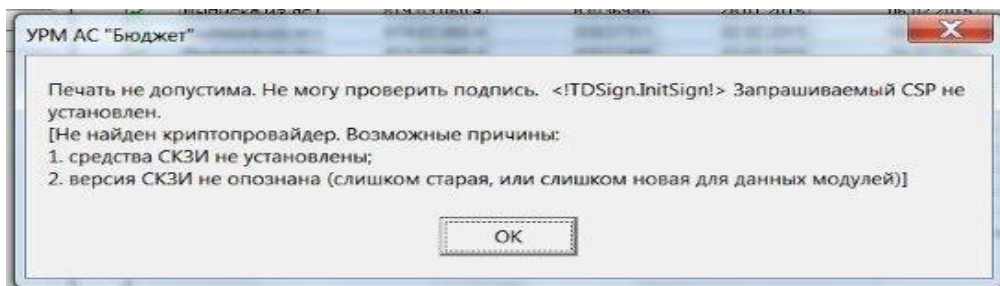 УРМ АС "Бюджет"
Печать не допустима. Не могу проверить подпись. <!TDSign.InitSign!> Запрашиваемый CSP не
установлен.
[Не найден криптопровайдер. Возможные причины:
1. средства СКЗИ не установлены;
2. версия СКЗИ не опознана (слишком старая, или слишком новая для данных модулей)]
OK